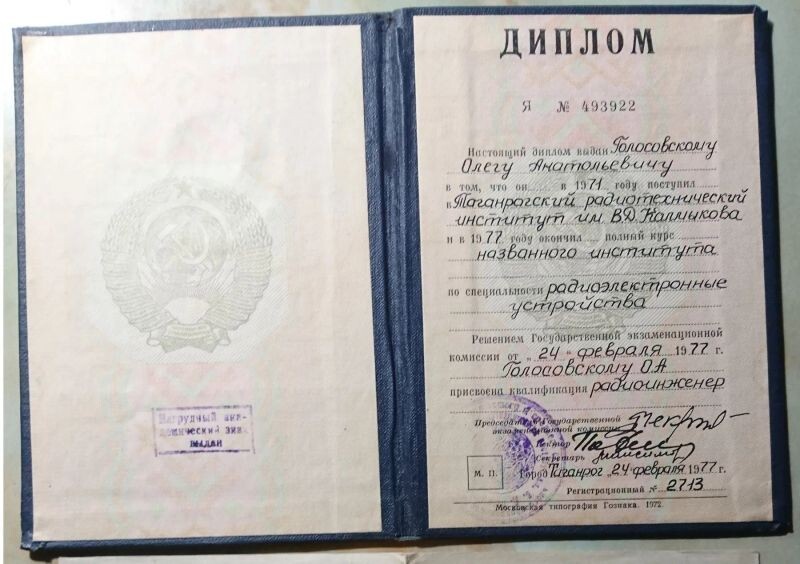 Нагрудный ака-
демический знак
выдан
ДИПЛОМ
Я № 493922
Настоящий диплом выдан Голосовскому
Олегу Анатольевичу
в том, что он в 1971 году поступил
в Таганрогский радиотехнический
институт им. В.Д. Калмыкова
и в 1977 году окончил полный курс
названного института
по специальности радиоэлектронные
устройства
Решением Государственной экзаменационной
комиссии от „24“ февраля 1977 г.
Голосовскому О.А
присвоена квалификация радиоинженер
Председатель Государственной
экзаменационной комиссии
Ректор
Секретарь
М. П.
Город Таганрог „24“ февраля 1977 г.
Регистрационный № 2713
Московская типография Гознака. 1972.